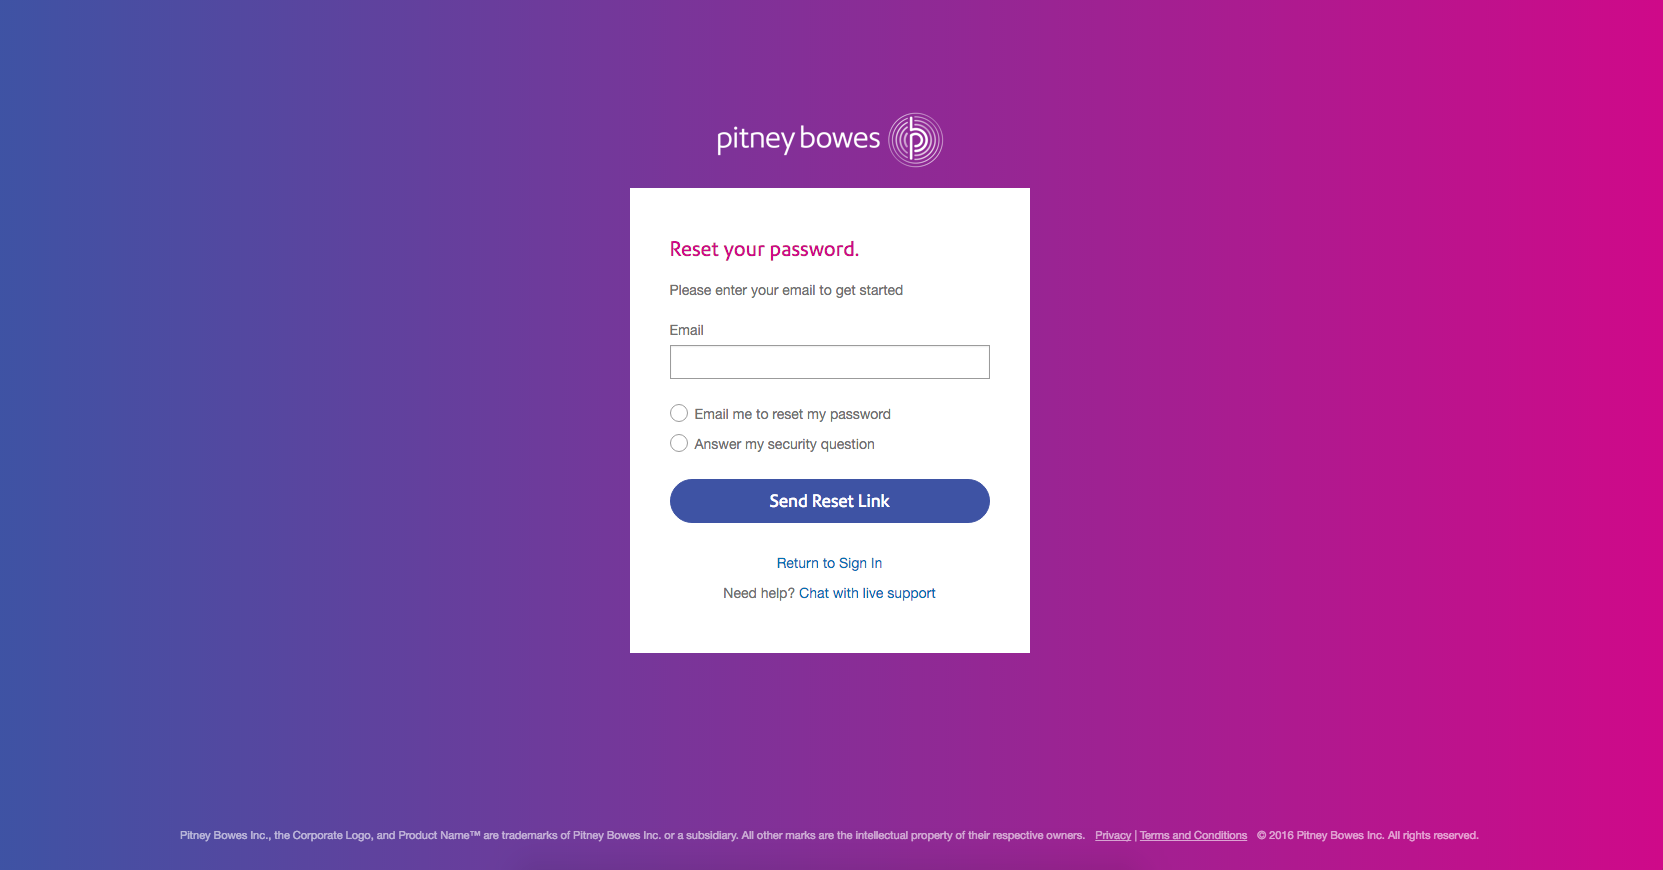 pitney bowes
Reset your password.
Please enter your email to get started
Email
Email me to reset my password
Answer my security question
Send Reset Link
Return to Sign In
Need help? Chat with live support
Pitney Bowes Inc., the Corporate Logo, and Product Name™ are trademarks of Pitney Bowes Inc. or a subsidiary. All other marks are the intellectual property of their respective owners. Privacy | Terms and Conditions © 2016 Pitney Bowes Inc. All rights reserved.